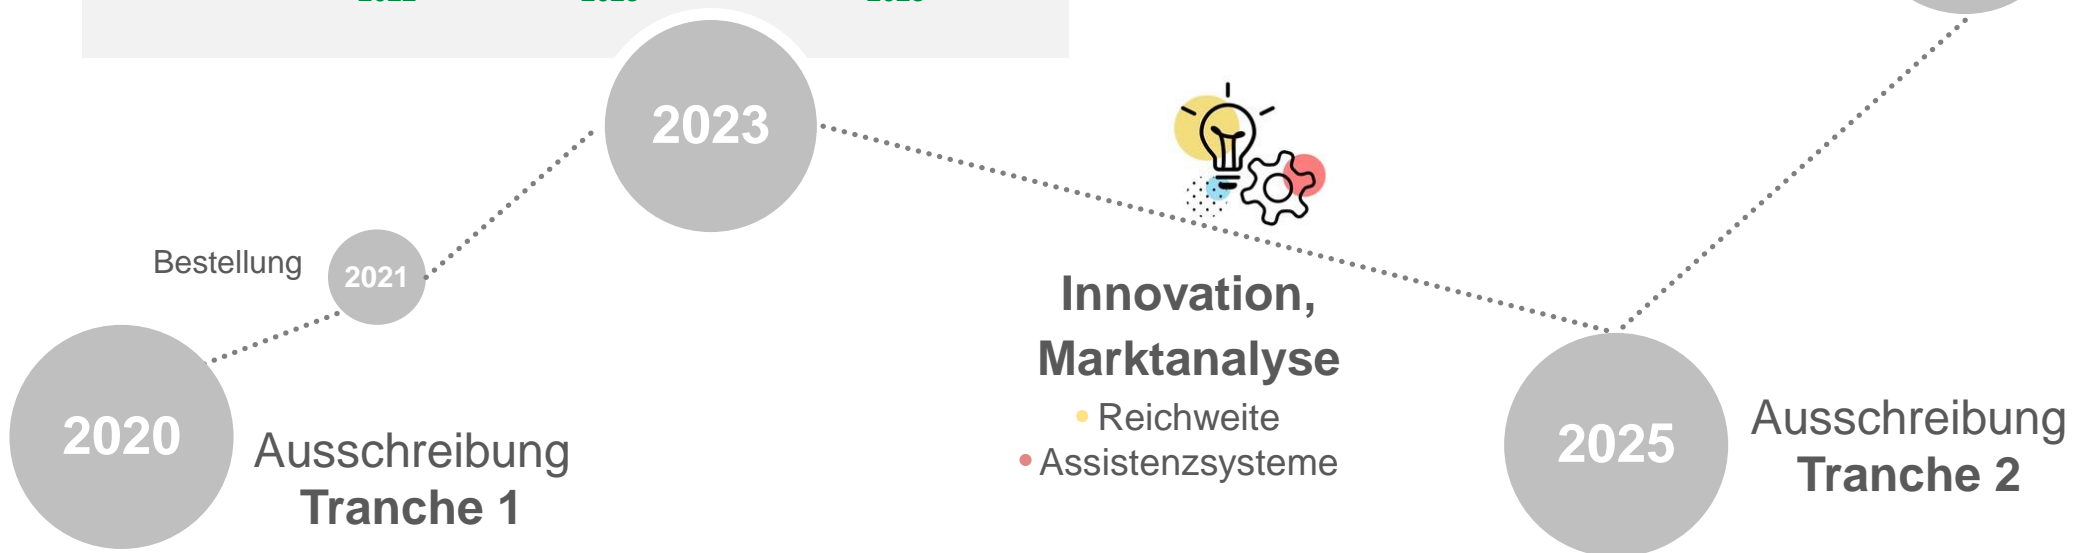 2023
Bestellung
2021
Innovation,
Marktanalyse
• Reichweite
• Assistenzsysteme
2020
Ausschreibung
Tranche 1
2025
Ausschreibung
Tranche 2